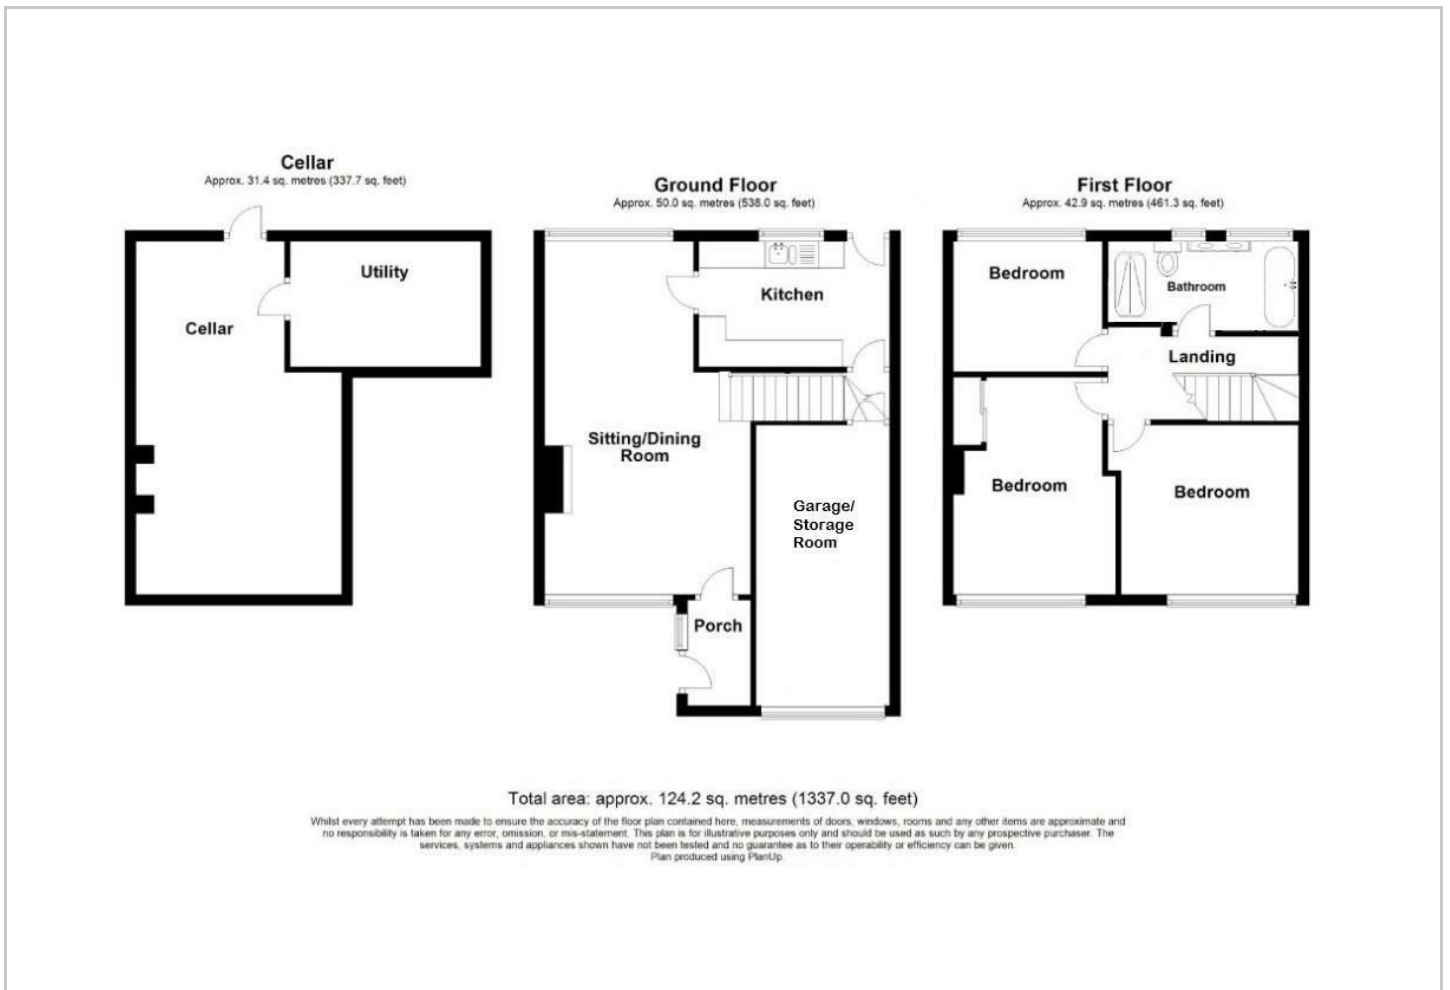 Cellar
Approx. 31.4 sq. metres (337.7 sq. feet)
Utility
Cellar
Ground Floor
Approx. 50.0 sq. metres (538.0 sq. feet)
Kitchen
Sitting/Dining
Room
Garage/
Storage
Room
Porch
First Floor
Approx. 42.9 sq. metres (461.3 sq. feet)
Bedroom
Bathroom
Landing
Bedroom
Bedroom
Total area: approx. 124.2 sq. metres (1337.0 sq. feet)
Whilst every attempt has been made to ensure the accuracy of the floor plan contained here, measurements of doors, windows, rooms and any other items are approximate and
no responsibility is taken for any error, omission, or mis-statement. This plan is for illustrative purposes only and should be used as such by any prospective purchaser. The
services, systems and appliances shown have not been tested and no guarantee as to their operability or efficiency can be given.
Plan produced using PlanUp.